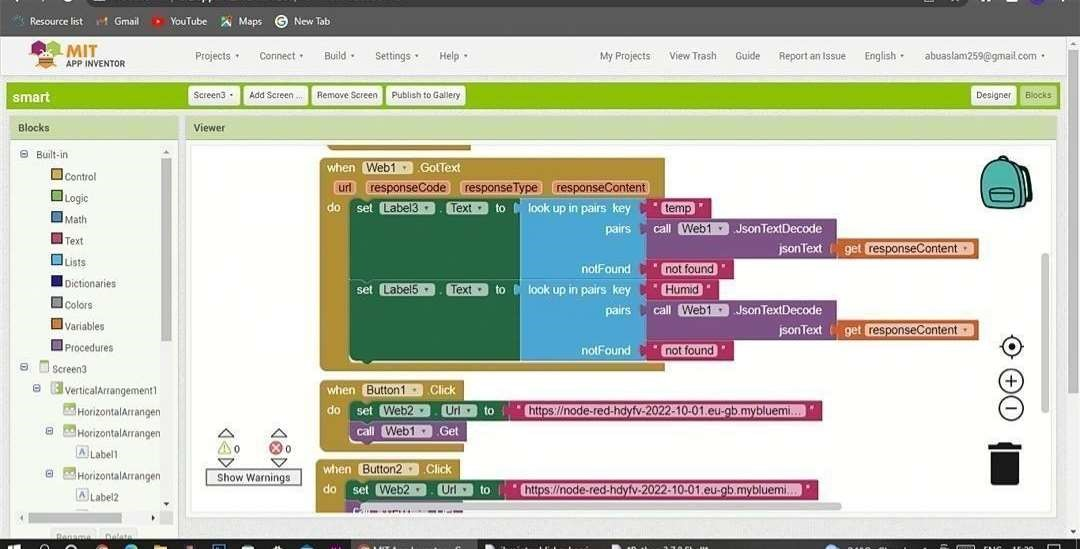 Resource list Gmail YouTube Maps New Tab
MIT
APP INVENTOR
Projects Connect Build Settings Help My Projects View Trash Guide Report an Issue English abuaslam259@gmail.com
smart Screen3 Add Screen ... Remove Screen Publish to Gallery Designer Blocks
Blocks Viewer
Built-in
Control
Logic
Math
Text
Lists
Dictionaries
Colors
Variables
Procedures
Screen3
VerticalArrangement1
HorizontalArrangen
HorizontalArrangen
Label1
HorizontalArrangen
Label2
Rename Delete
when Web1 .GotText
url responseCode responseType responseContent
do set Label3 . Text to look up in pairs key " temp "
pairs call Web1 .JsonTextDecode
jsonText get responseContent
notFound " not found "
set Label5 . Text to look up in pairs key " Humid "
pairs call Web1 .JsonTextDecode
jsonText get responseContent
notFound " not found "
when Button1 .Click
do set Web2 . Url to " https://node-red-hdyfv-2022-10-01.eu-gb.mybluemi... "
call Web1 .Get
when Button2 .Click
do set Web2 . Url to " https://node-red-hdyfv-2022-10-01.eu-gb.mybluemi... "
0 0
Show Warnings